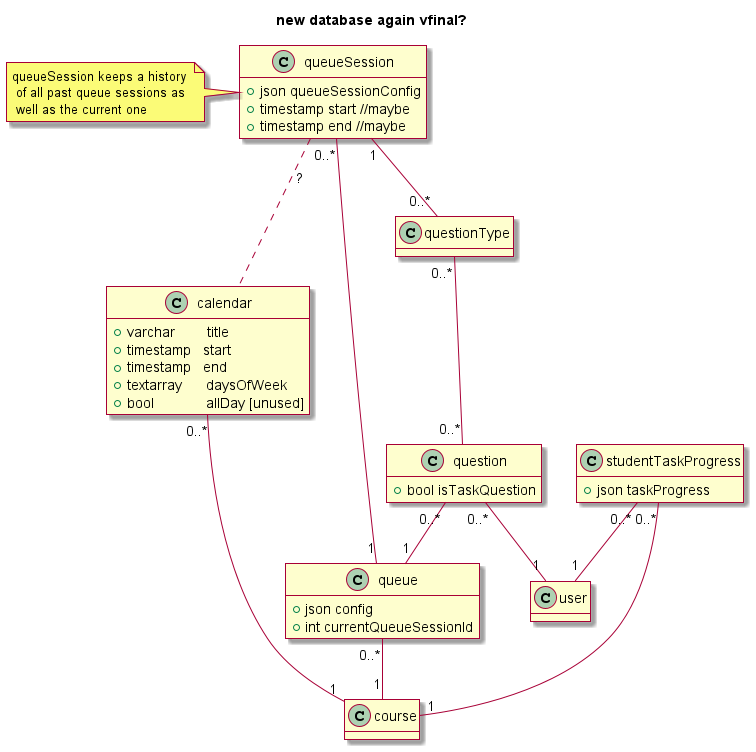 new database again vfinal?
queueSession keeps a history
of all past queue sessions as
well as the current one
C queueSession
json queueSessionConfig
timestamp start //maybe
timestamp end //maybe
0..*
1
?
0..*
C questionType
0..*
C calendar
varchar title
timestamp start
timestamp end
textarray daysOfWeek
bool allDay [unused]
0..*
0..*
C question
bool isTaskQuestion
C studentTaskProgress
json taskProgress
0..*
0..*
0..*
0..*
1
1
1
1
C queue
json config
int currentQueueSessionId
C user
0..*
1
1
1
C course